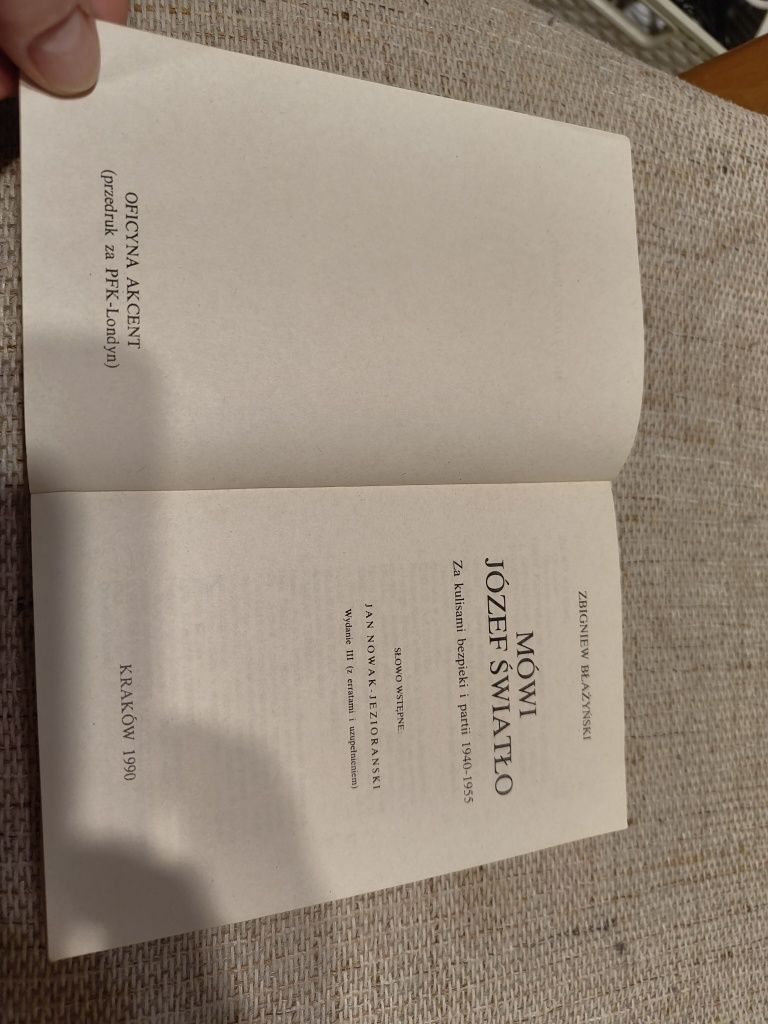 OFICYNA AKCENT
(przedruk za PFK-Londyn)
ZBIGNIEW BŁAŻYŃSKI
MÓWI
JÓZEF ŚWIATŁO
Za kulisami bezpieki i partii 1940-1955
SŁOWO WSTĘPNE:
JAN NOWAK-JEZIORAŃSKI
Wydanie III (z erratami i uzupełnieniem)
KRAKÓW 1990